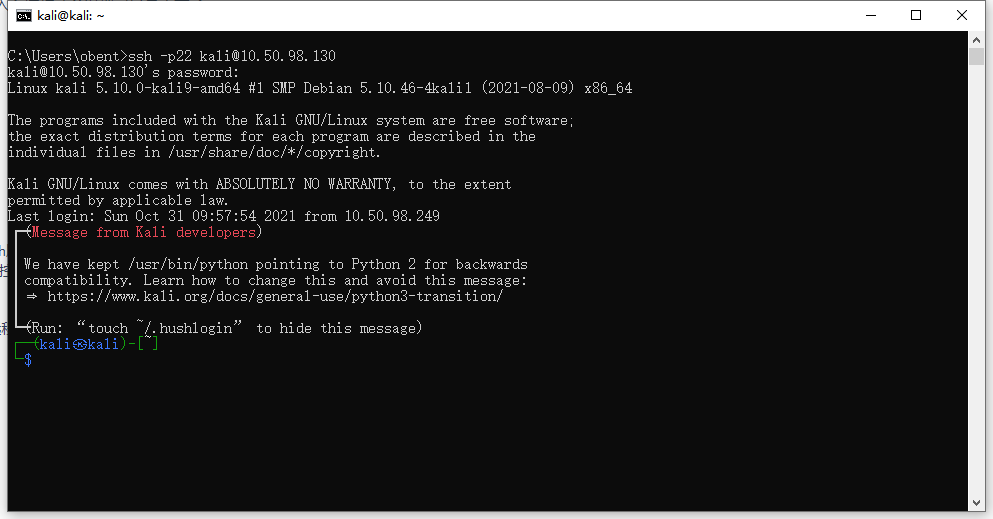 kali@kali: ~
C:\Users\obent>ssh -p22 kali@10.50.98.130
kali@10.50.98.130's password:
Linux kali 5.10.0-kali9-amd64 #1 SMP Debian 5.10.46-4kali1 (2021-08-09) x86_64
The programs included with the Kali GNU/Linux system are free software;
the exact distribution terms for each program are described in the
individual files in /usr/share/doc/*/copyright.
Kali GNU/Linux comes with ABSOLUTELY NO WARRANTY, to the extent
permitted by applicable law.
Last login: Sun Oct 31 09:57:54 2021 from 10.50.98.249
┏━(Message from Kali developers)
┃ We have kept /usr/bin/python pointing to Python 2 for backwards
┃ compatibility. Learn how to change this and avoid this message:
┃ ⇒ https://www.kali.org/docs/general-use/python3-transition/
┗━(Run: “touch ~/.hushlogin” to hide this message)
┌──(kali㉿kali)-[~]
└─$